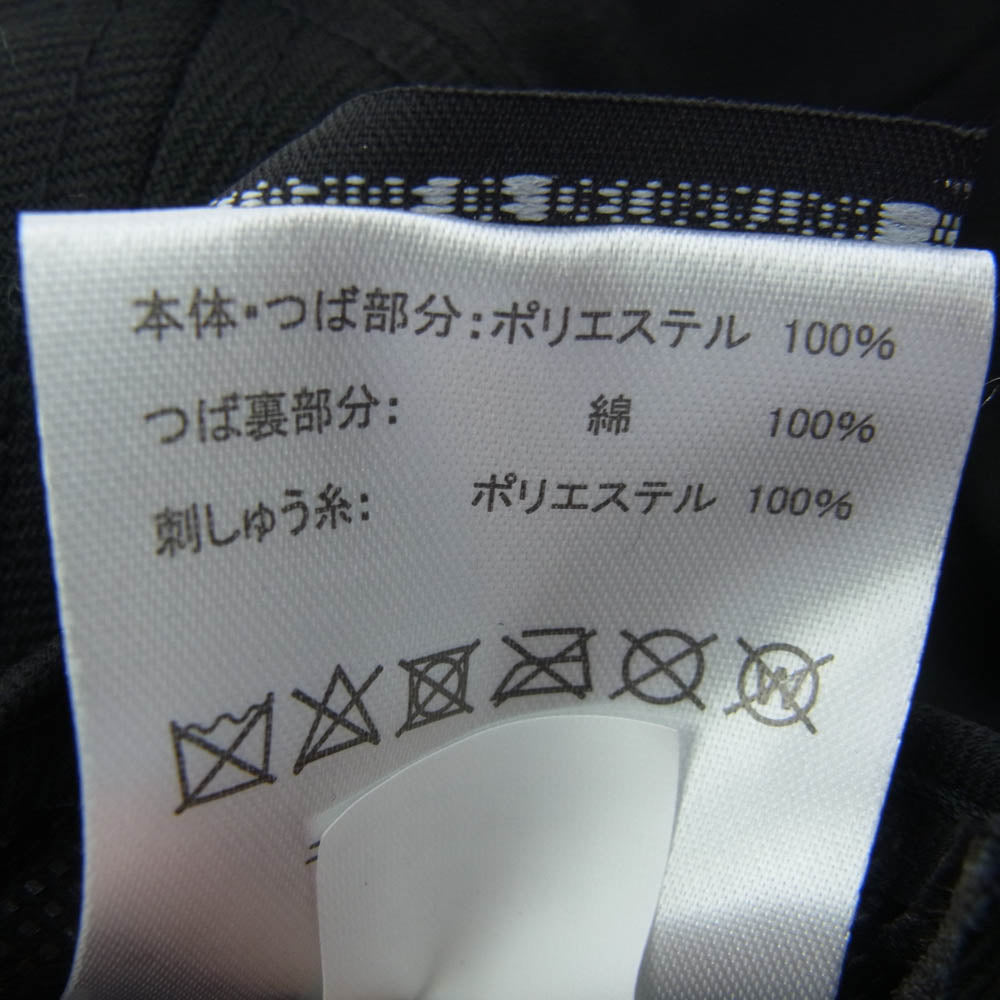 本体・つば部分:ポリエステル 100%
つば裏部分: 綿 100%
刺しゅう糸: ポリエステル 100%